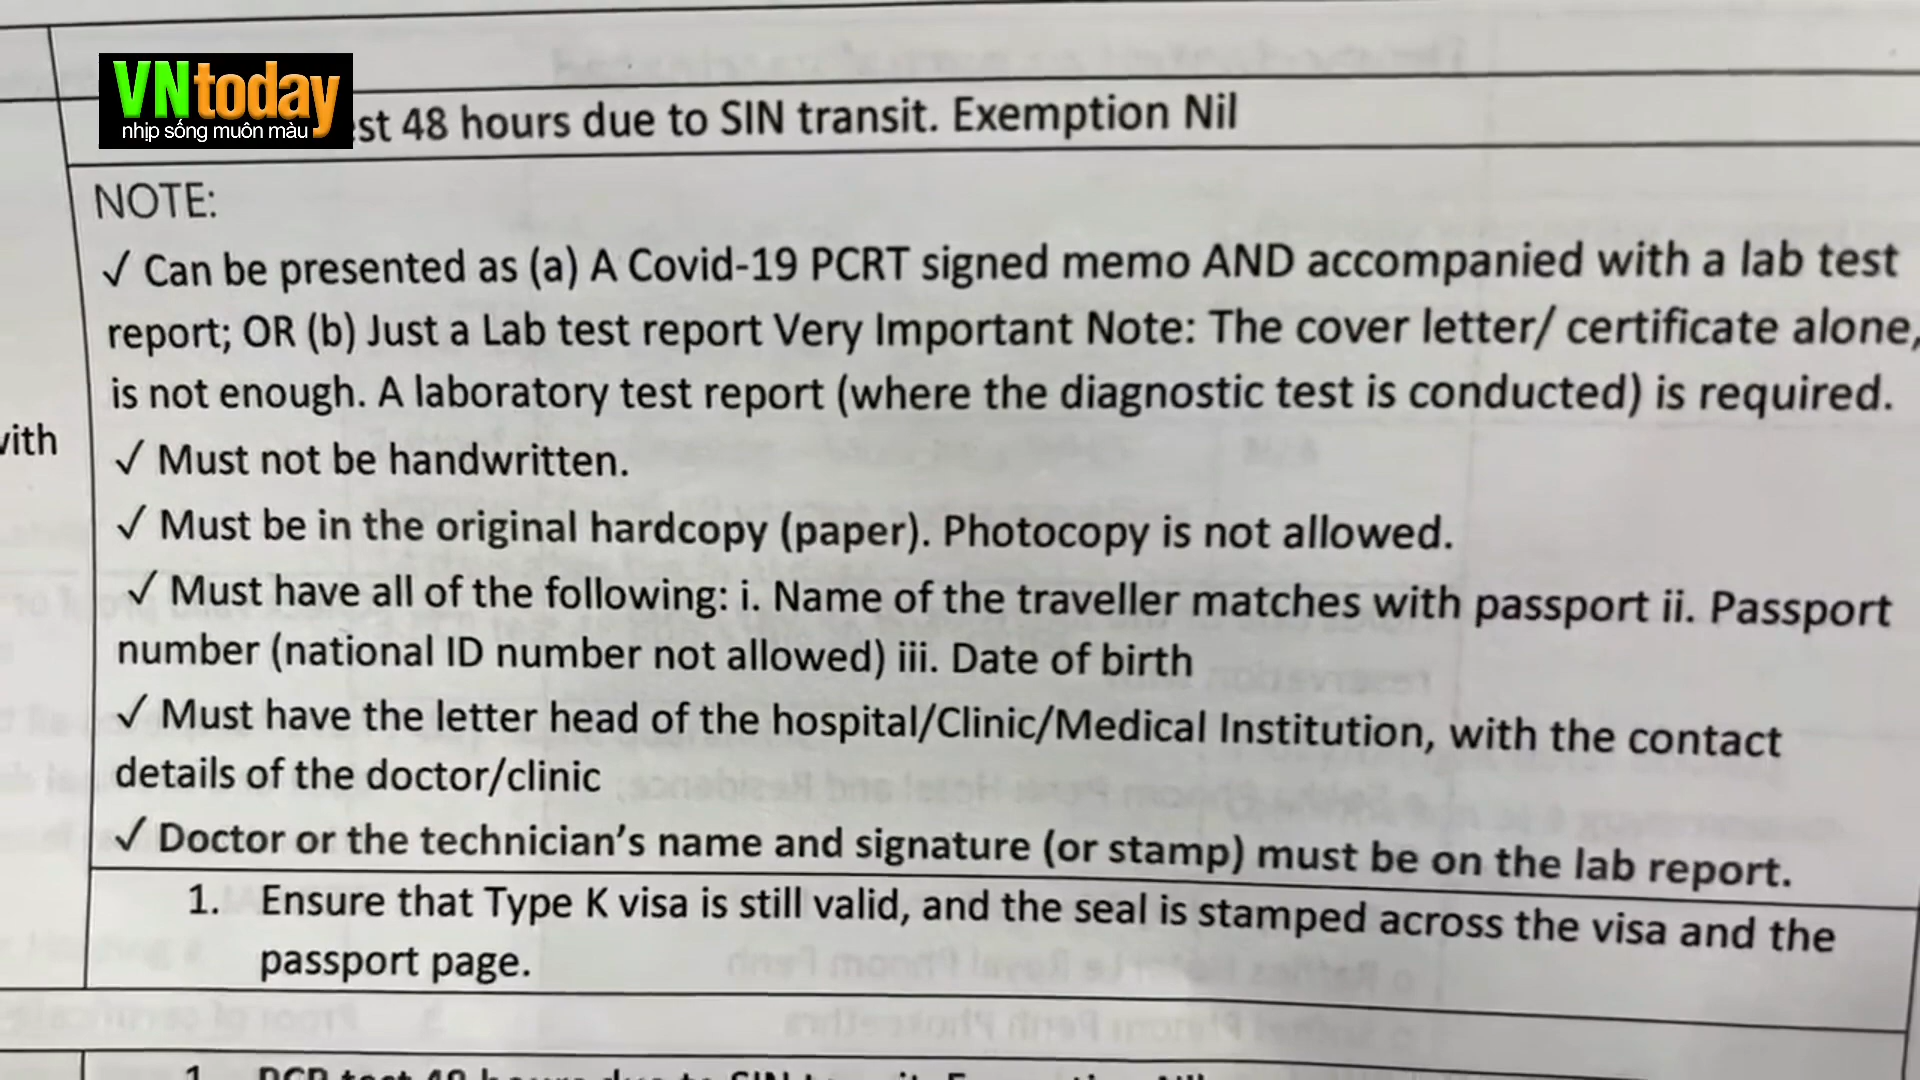 VNtoday
nhịp sống muôn màu
48 hours due to SIN transit. Exemption Nil
NOTE:
✓ Can be presented as (a) A Covid-19 PCRT signed memo AND accompanied with a lab test
report; OR (b) Just a Lab test report Very Important Note: The cover letter/ certificate alone,
is not enough. A laboratory test report (where the diagnostic test is conducted) is required.
✓ Must not be handwritten.
✓ Must be in the original hardcopy (paper). Photocopy is not allowed.
✓ Must have all of the following: i. Name of the traveller matches with passport ii. Passport
number (national ID number not allowed) iii. Date of birth
✓ Must have the letter head of the hospital/Clinic/Medical Institution, with the contact
details of the doctor/clinic
✓ Doctor or the technician's name and signature (or stamp) must be on the lab report.
1. Ensure that Type K visa is still valid, and the seal is stamped across the visa and the
passport page.